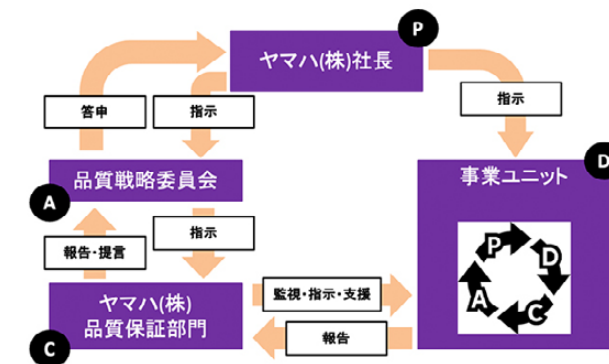 P
ヤマハ(株)社長
答申
指示
指示
品質戦略委員会
A
事業ユニット
D
報告・提言
指示
P
D
A
C
ヤマハ(株)
品質保証部門
C
監視・指示・支援
報告